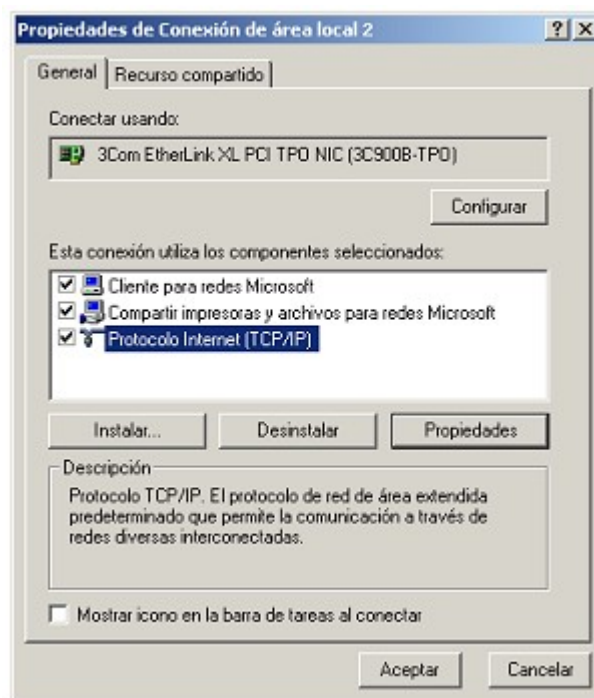 Propiedades de Conexión de área local 2
General
Recurso compartido
Conectar usando:
3Com EtherLink XL PCI TPO NIC (3C900B-TPO)
Configurar
Esta conexión utiliza los componentes seleccionados:
Cliente para redes Microsoft
Compartir impresoras y archivos para redes Microsoft
Protocolo Internet (TCP/IP)
Instalar...
Desinstalar
Propiedades
Descripción
Protocolo TCP/IP. El protocolo de red de área extendida
predeterminado que permite la comunicación a través de
redes diversas interconectadas.
Mostrar icono en la barra de tareas al conectar
Aceptar
Cancelar